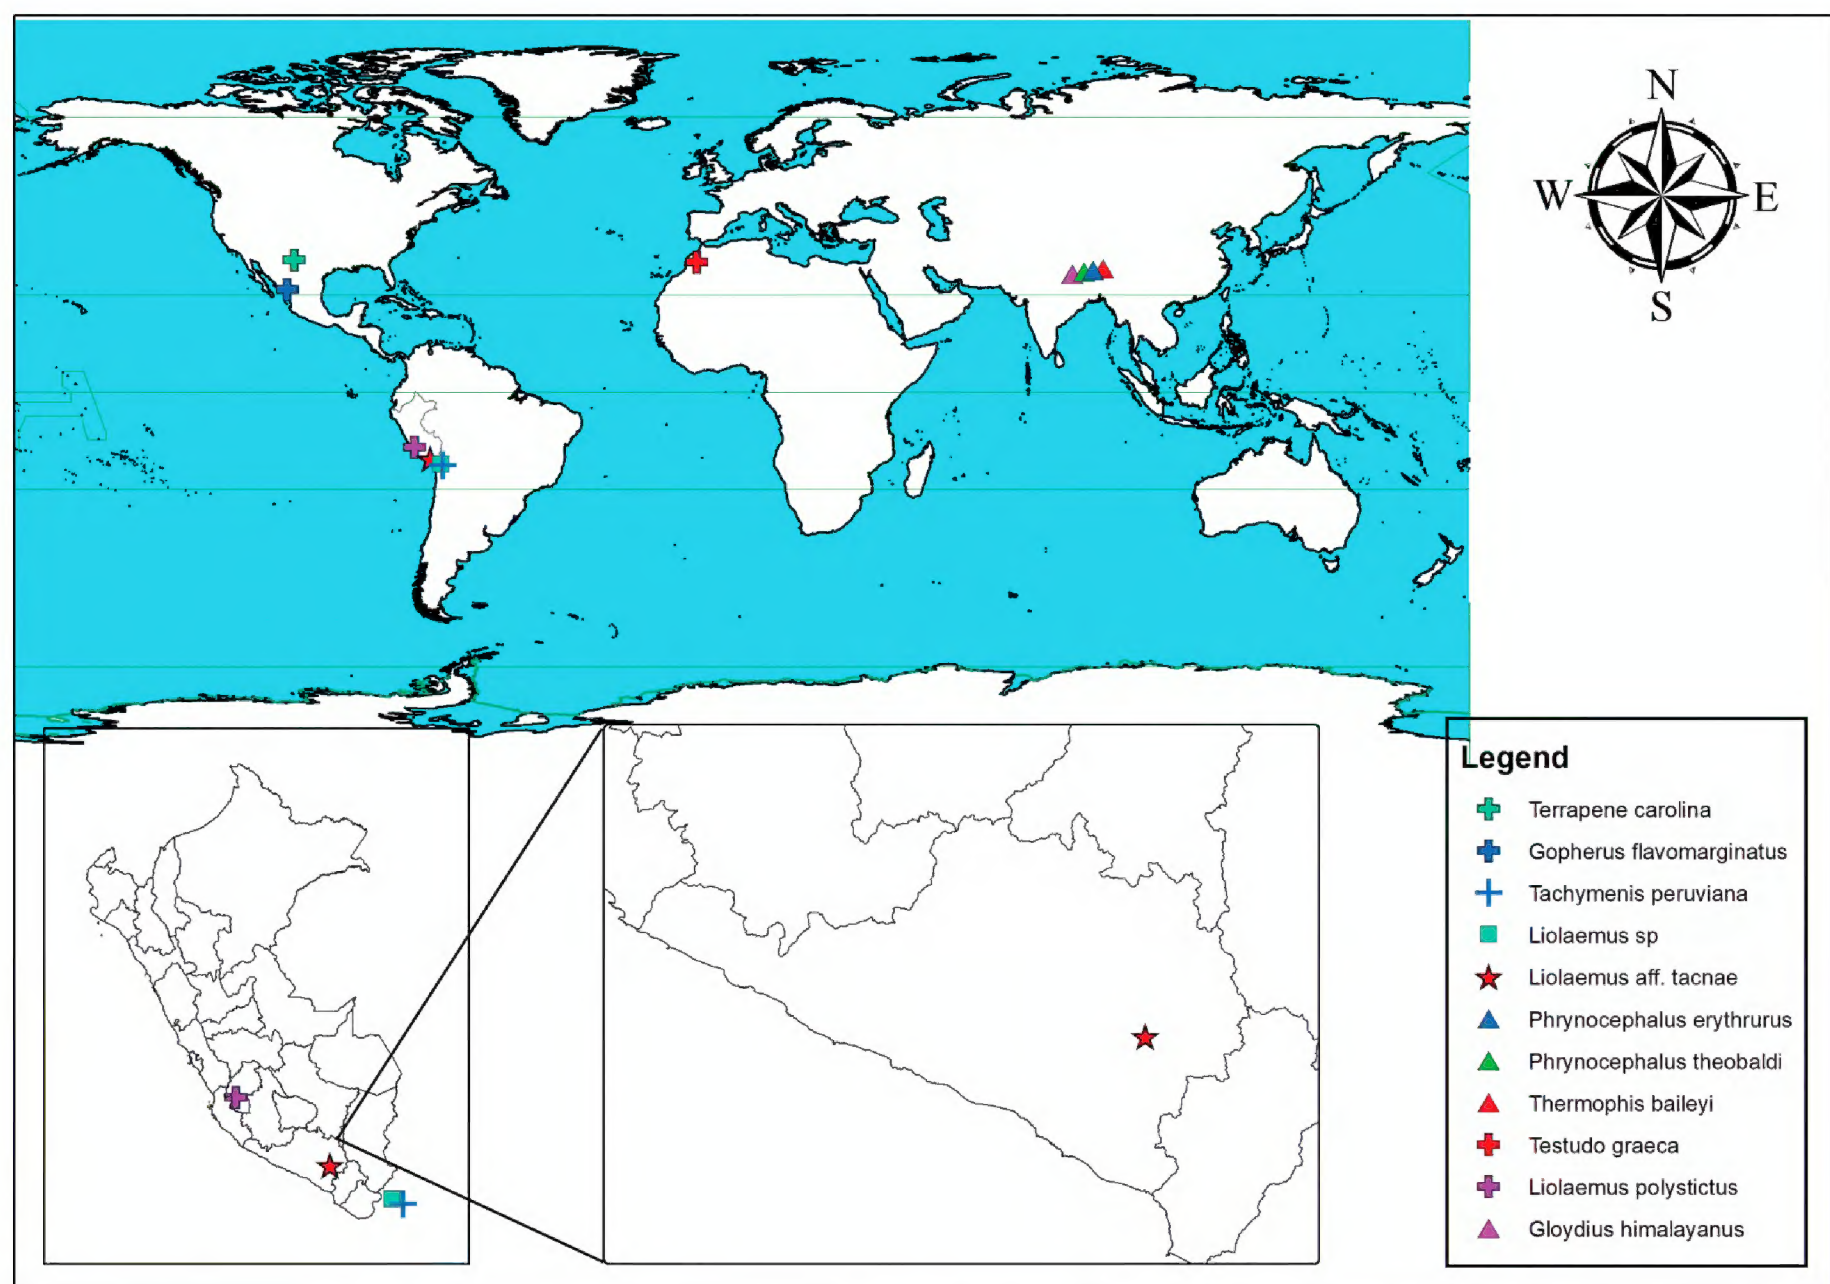 N
W E
S
Legend
Terrapene carolina
Gopherus flavomarginatus
Tachymenis peruviana
Liolaemus sp
Liolaemus aff. tacnae
Phrynocephalus erythrurus
Phrynocephalus theobaldi
Thermophis baileyi
Testudo graeca
Liolaemus polystictus
Gloydius himalayanus